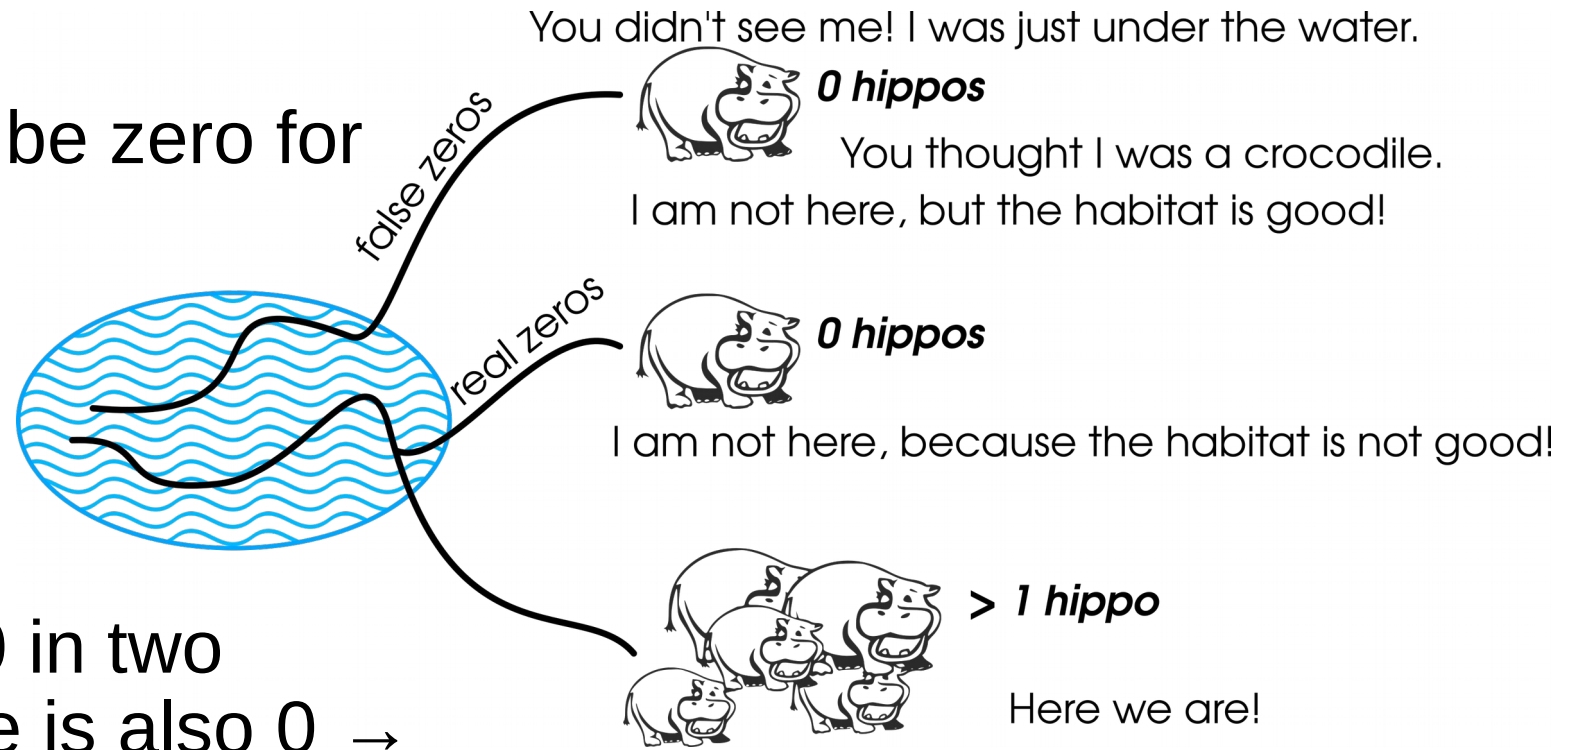 You didn't see me! I was just under the water.
0 hippos
be zero for
false zeros
You thought I was a crocodile.
I am not here, but the habitat is good!
real zeros
0 hippos
I am not here, because the habitat is not good!
> 1 hippo
0 in two
Here we are!
e is also 0 →